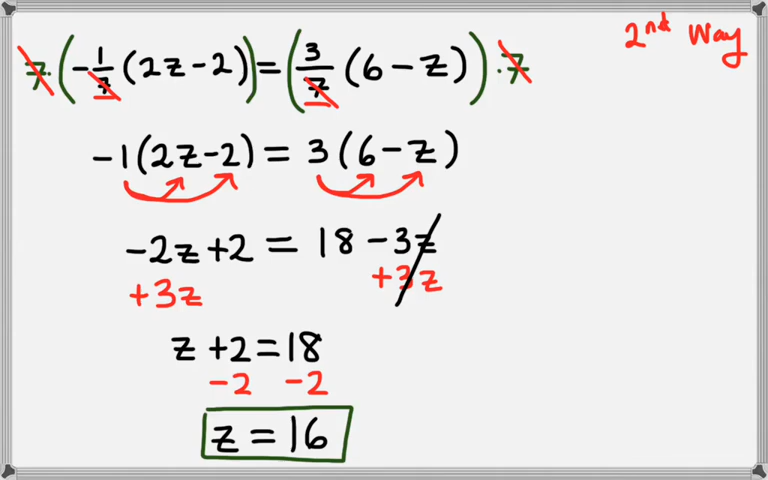 2nd Way
7·(-1/7(2z-2))=(3/7(6-z))·7
-1(2z-2)=3(6-z)
-2z+2=18-3z
+3z +3z
z+2=18
-2 -2
z=16